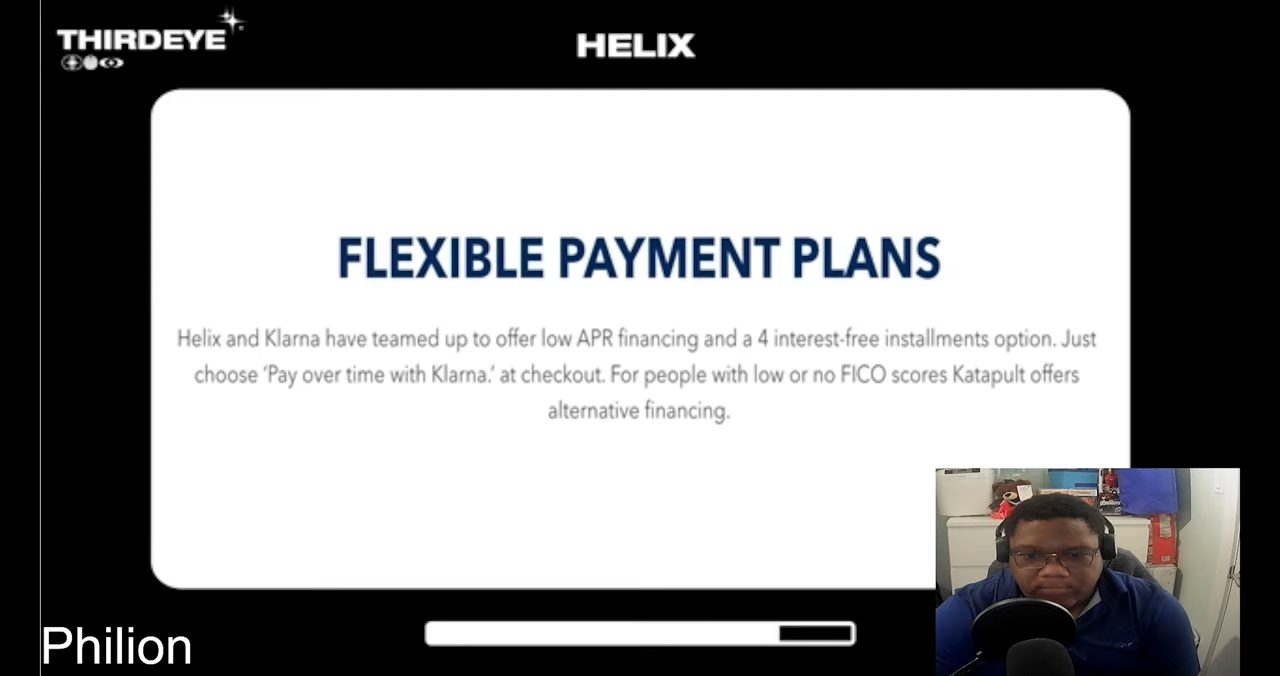 THIRDEYE
HELIX
FLEXIBLE PAYMENT PLANS
Helix and Klarna have teamed up to offer low APR financing and a 4 interest-free installments option. Just
choose ‘Pay over time with Klarna.’ at checkout. For people with low or no FICO scores Katapult offers
alternative financing.
Philion